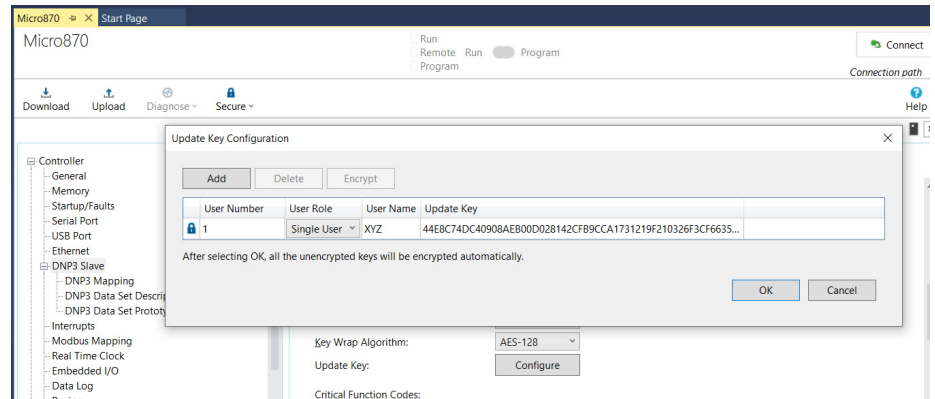 Micro870
Start Page
Micro870
Run
Remote Run Program
Program
Connect
Connection path
Download Upload Diagnose Secure
Help
Update Key Configuration
Add Delete Encrypt
User Number User Role User Name Update Key
1 Single User XYZ 44E8C74DC40908AEB00D028142CFB9CCA1731219F210326F3CF6635...
After selecting OK, all the unencrypted keys will be encrypted automatically.
OK Cancel
Controller
General
Memory
Startup/Faults
Serial Port
USB Port
Ethernet
DNP3 Slave
DNP3 Mapping
DNP3 Data Set Descrip
DNP3 Data Set Prototy
Interrupts
Modbus Mapping
Real Time Clock
Embedded I/O
Data Log
Key Wrap Algorithm: AES-128
Update Key: Configure
Critical Function Codes: